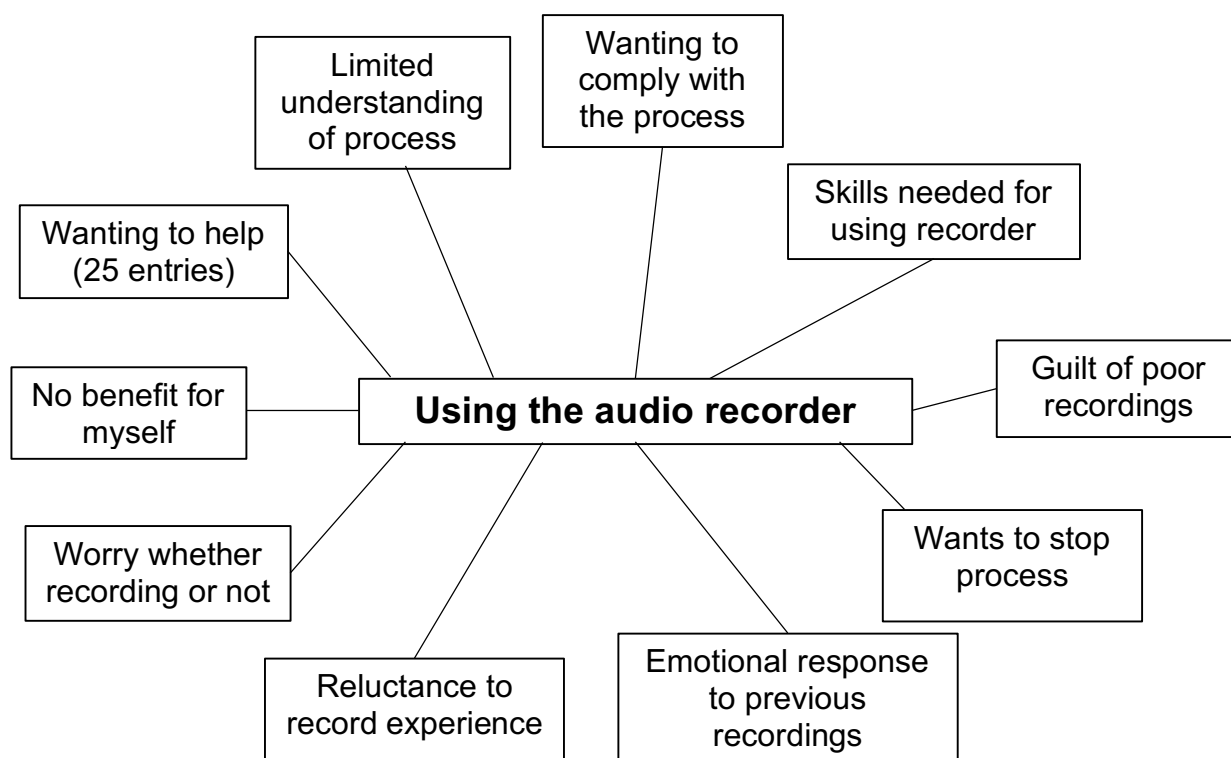 Wanting to
comply with
the process
Limited
understanding
of process
Skills needed for
using recorder
Wanting to help
(25 entries)
Guilt of poor
recordings
No benefit for
myself
Using the audio recorder
Wants to stop
process
Worry whether
recording or not
Emotional response
to previous
recordings
Reluctance to
record experience